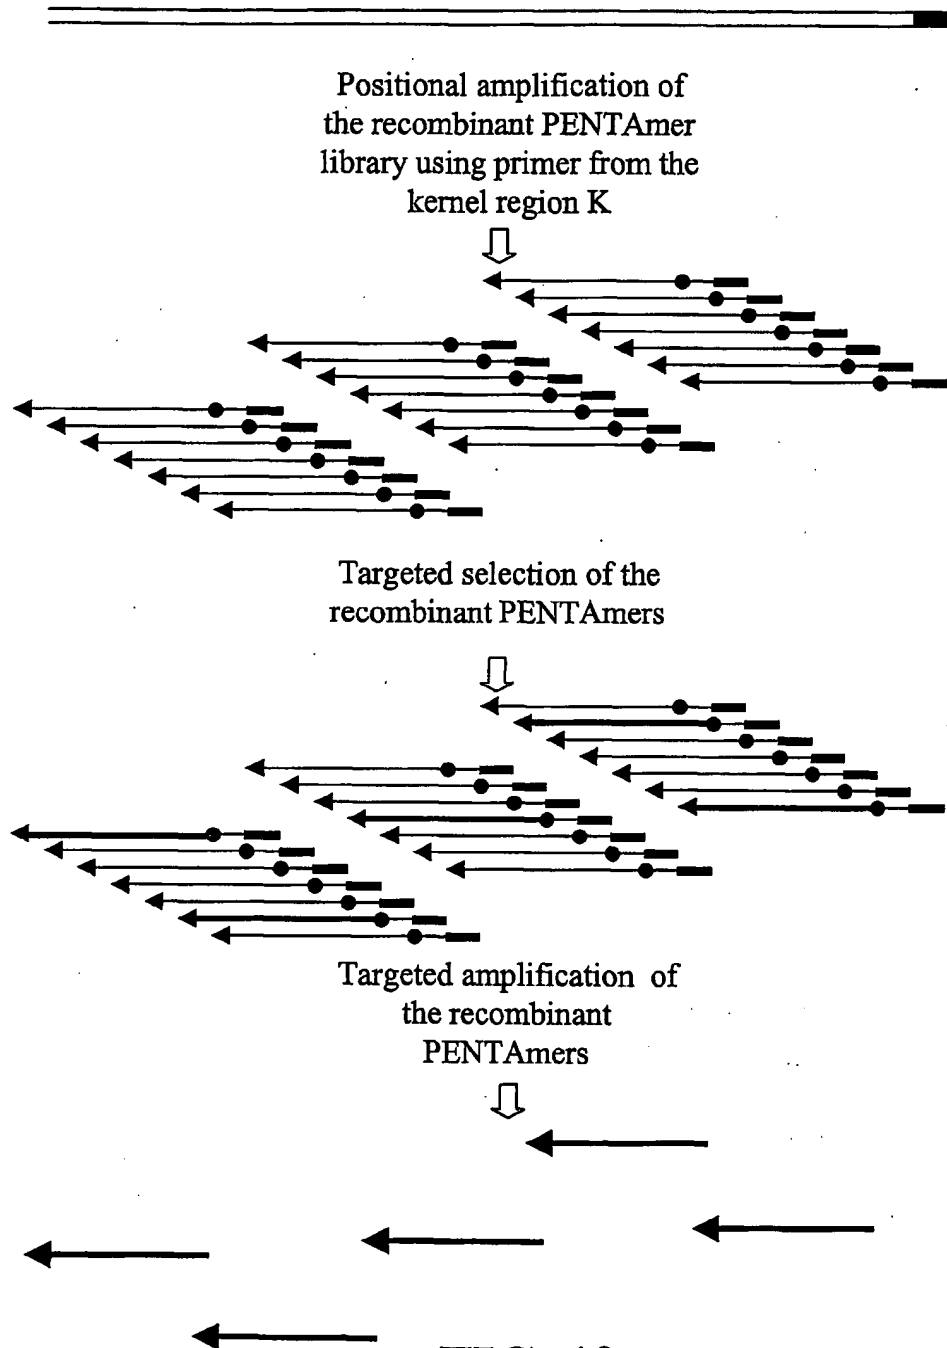 Positional amplification of
the recombinant PENTAmer
library using primer from the
kernel region K
Targeted selection of the
recombinant PENTAmers
Targeted amplification of
the recombinant
PENTAmers